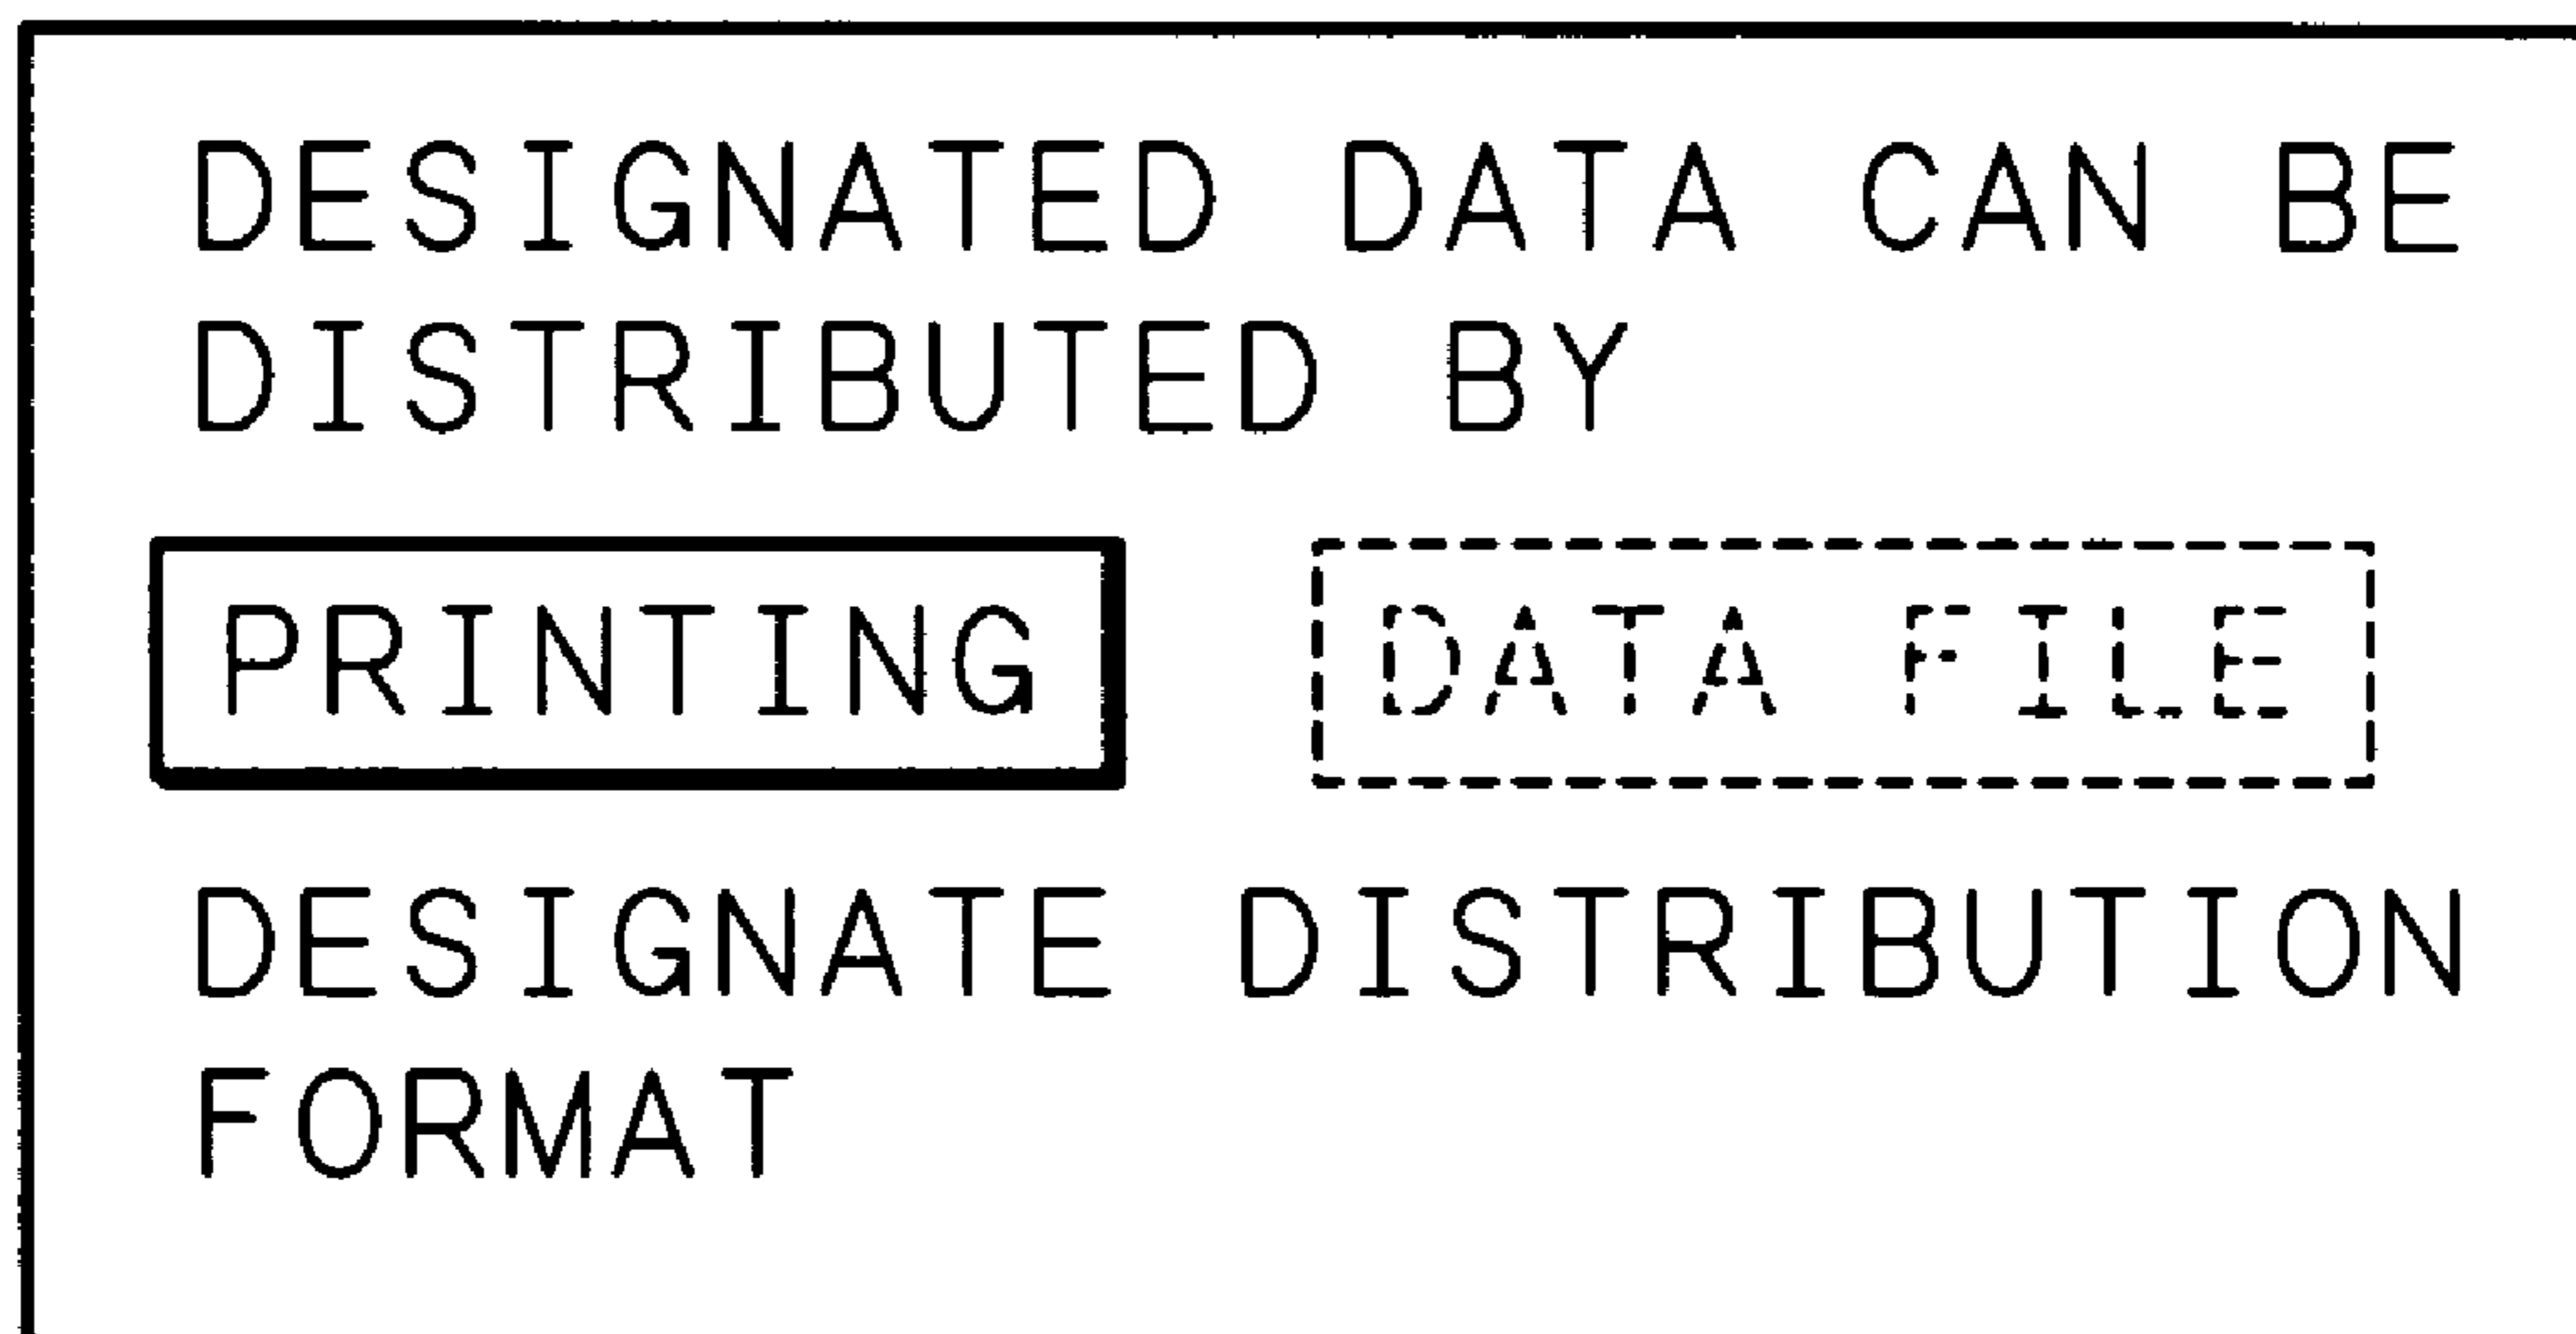 DESIGNATED DATA CAN BE
DISTRIBUTED BY
PRINTING DATA FILE
DESIGNATE DISTRIBUTION
FORMAT